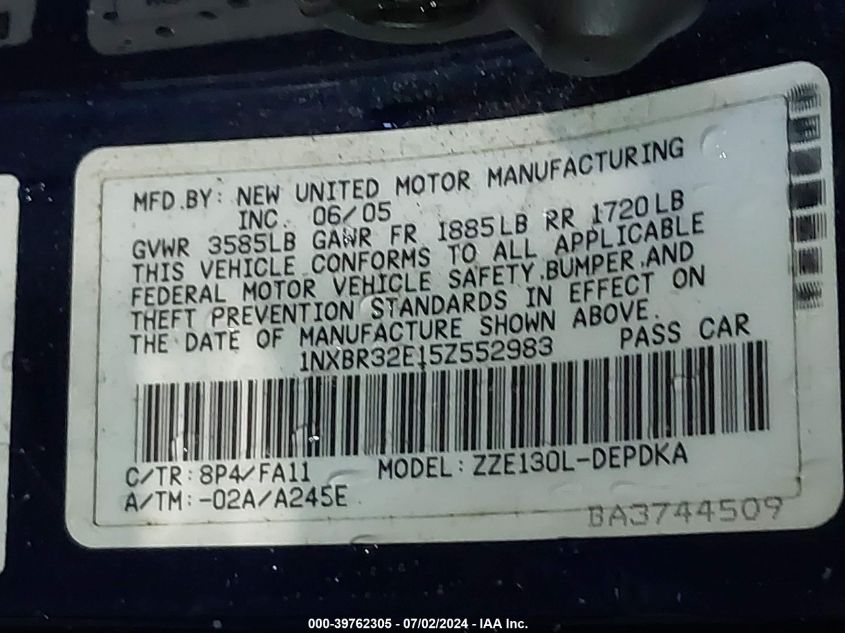 MFD.BY: NEW UNITED MOTOR MANUFACTURING
INC. 06/05
GVWR 3585LB GAWR FR 1885LB RR 1720LB
THIS VEHICLE CONFORMS TO ALL APPLICABLE
FEDERAL MOTOR VEHICLE SAFETY,BUMPER,AND
THEFT PREVENTION STANDARDS IN EFFECT ON
THE DATE OF MANUFACTURE SHOWN ABOVE.
1NXBR32E15Z552983 PASS CAR
C/TR: 8P4/FA11 MODEL: ZZE130L-DEPDKA
A/TM: -02A/A245E
BA3744509
000-39762305 - 07/02/2024 - IAA Inc.